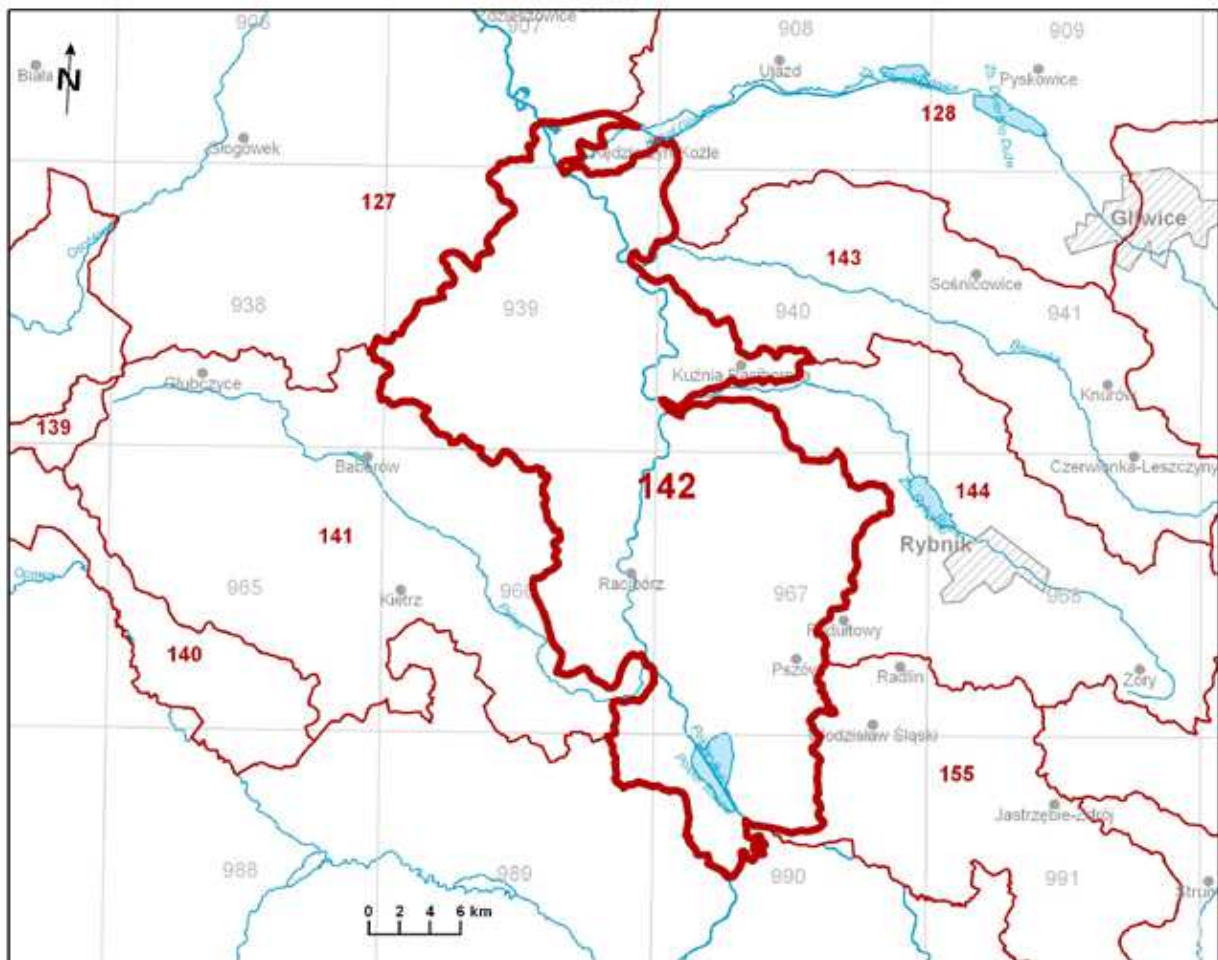 906
907
908
909
Biała
N
Ujazd
Pyskowice
128
Głogówek
Kędzierzyn-Koźle
127
Gliwice
143
Sośnicowice
938
939
940
941
Głubczyce
Kuźnia Raciborska
Knurów
139
Baborów
Czerwionka-Leszczyny
142
144
141
Rybnik
965
966
Racibórz
967
968
Kietrz
Rydułtowy
140
Pszów
Radlin
Żory
Wodzisław Śląski
155
Jastrzębie-Zdrój
988
989
990
991
0 2 4 6 km